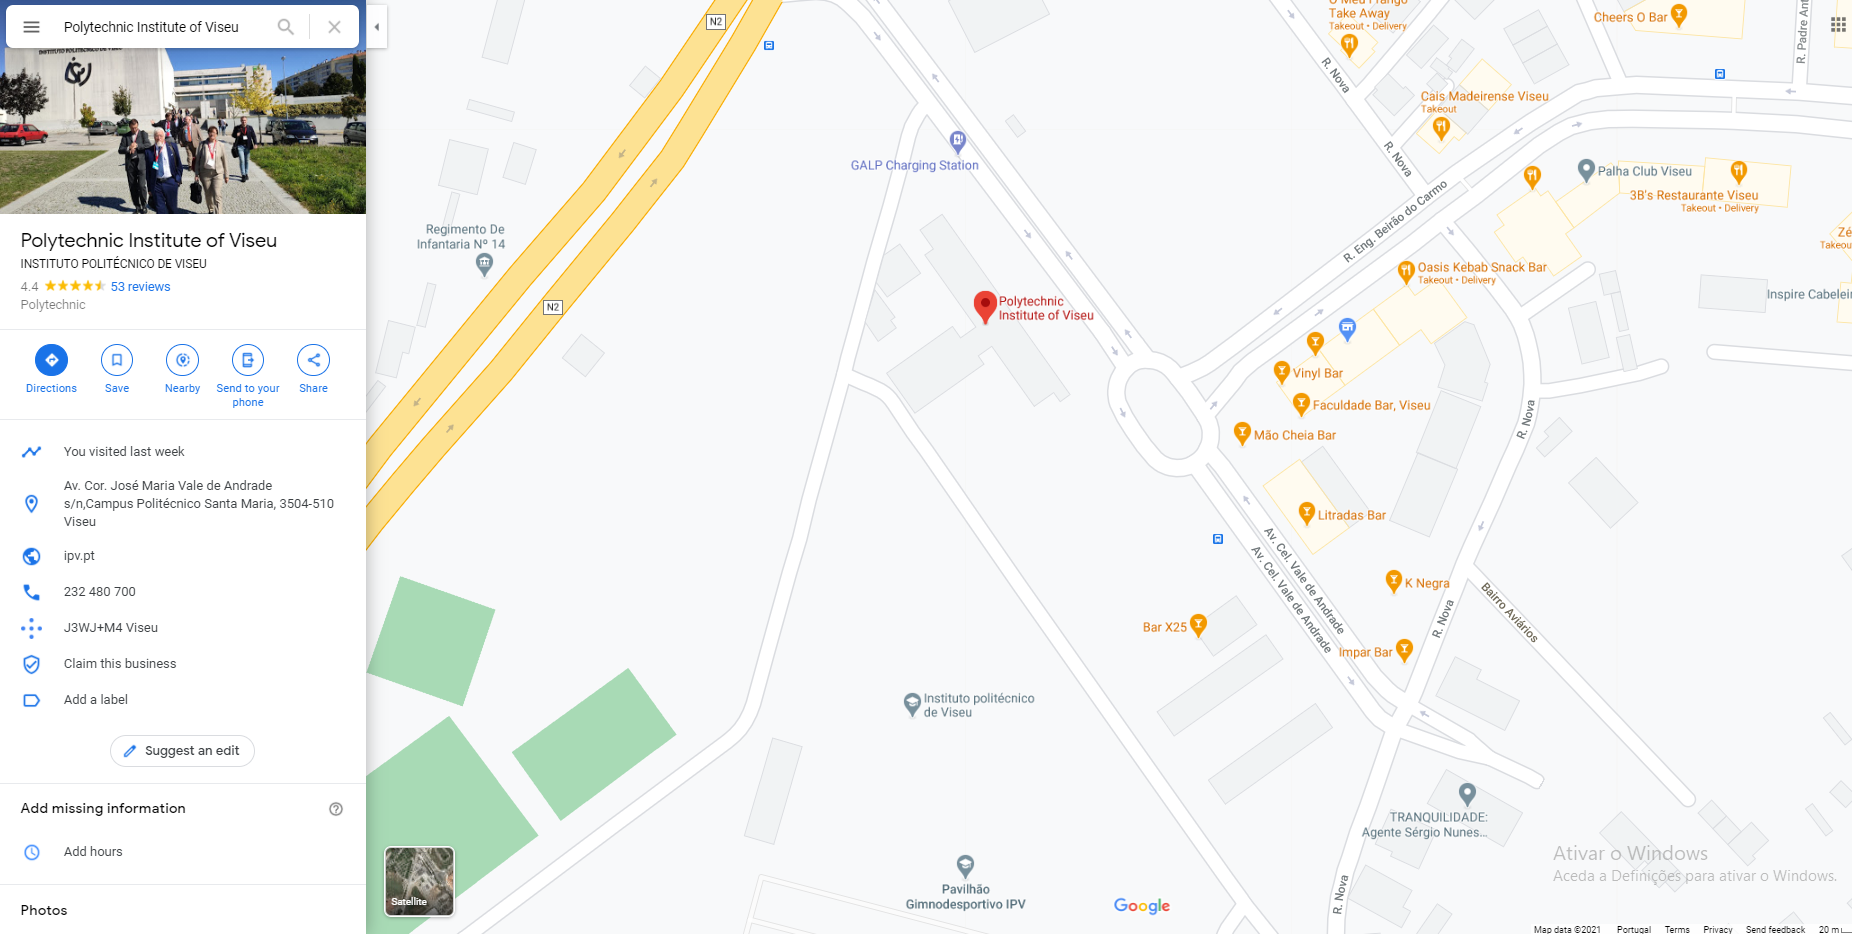 Polytechnic Institute of Viseu
Polytechnic Institute of Viseu
INSTITUTO POLITÉCNICO DE VISEU
4.4
53 reviews
Polytechnic
Directions
Save
Nearby
Send to your
phone
Share
You visited last week
Av. Cor. José Maria Vale de Andrade
s/n,Campus Politécnico Santa Maria, 3504-510
Viseu
ipv.pt
232 480 700
J3WJ+M4 Viseu
Claim this business
Add a label
Suggest an edit
Add missing information
Add hours
Photos
Satellite
N2
N2
Regimento De
Infantaria Nº 14
GALP Charging Station
Polytechnic
Institute of Viseu
O Meu Frango
Take Away
Takeout • Delivery
Cheers O Bar
R. Padre Ant
R. Nova
Cais Madeirense Viseu
Takeout
R. Nova
R. Eng. Beirão do Carmo
Palha Club Viseu
3B's Restaurante Viseu
Takeout • Delivery
Zé
Takeou
Oasis Kebab Snack Bar
Takeout • Delivery
Inspire Cabelei
Vinyl Bar
Faculdade Bar, Viseu
Mão Cheia Bar
R. Nova
Litradas Bar
Av. Cel. Vale de Andrade
Av. Cel. Vale de Andrade
K Negra
Bairro Aviários
R. Nova
Bar X25
Impar Bar
Instituto politécnico
de Viseu
TRANQUILIDADE:
Agente Sérgio Nunes...
Pavilhão
Gimnodesportivo IPV
R. Nova
Google
Ativar o Windows
Aceda a Definições para ativar o Windows.
Map data ©2021
Portugal
Terms
Privacy
Send feedback
20 m